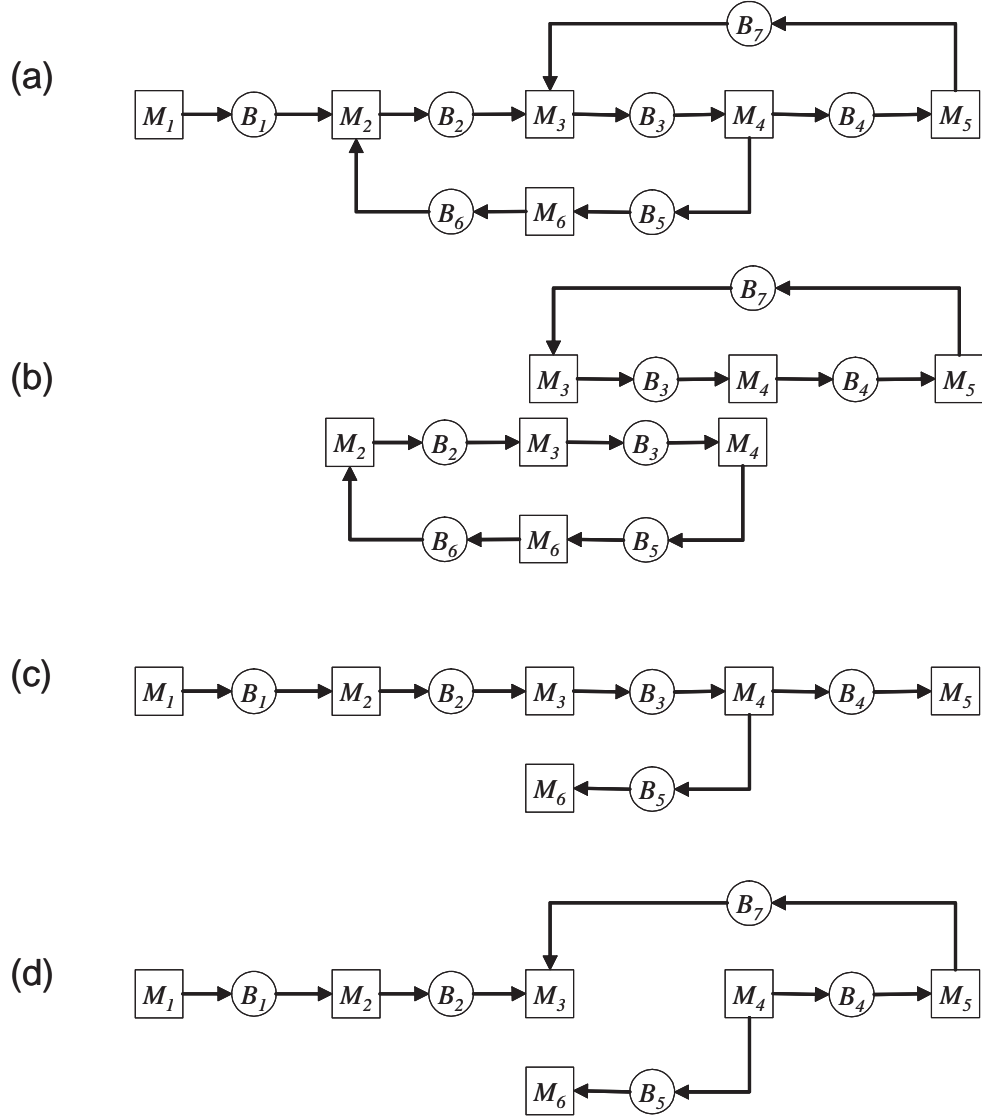 B7
(a)
M1 B1 M2 B2 M3 B3 M4 B4 M5
B6 M6 B5
B7
(b)
M3 B3 M4 B4 M5
M2 B2 M3 B3 M4
B6 M6 B5
(c)
M1 B1 M2 B2 M3 B3 M4 B4 M5
M6 B5
B7
(d)
M1 B1 M2 B2 M3 M4 B4 M5
M6 B5